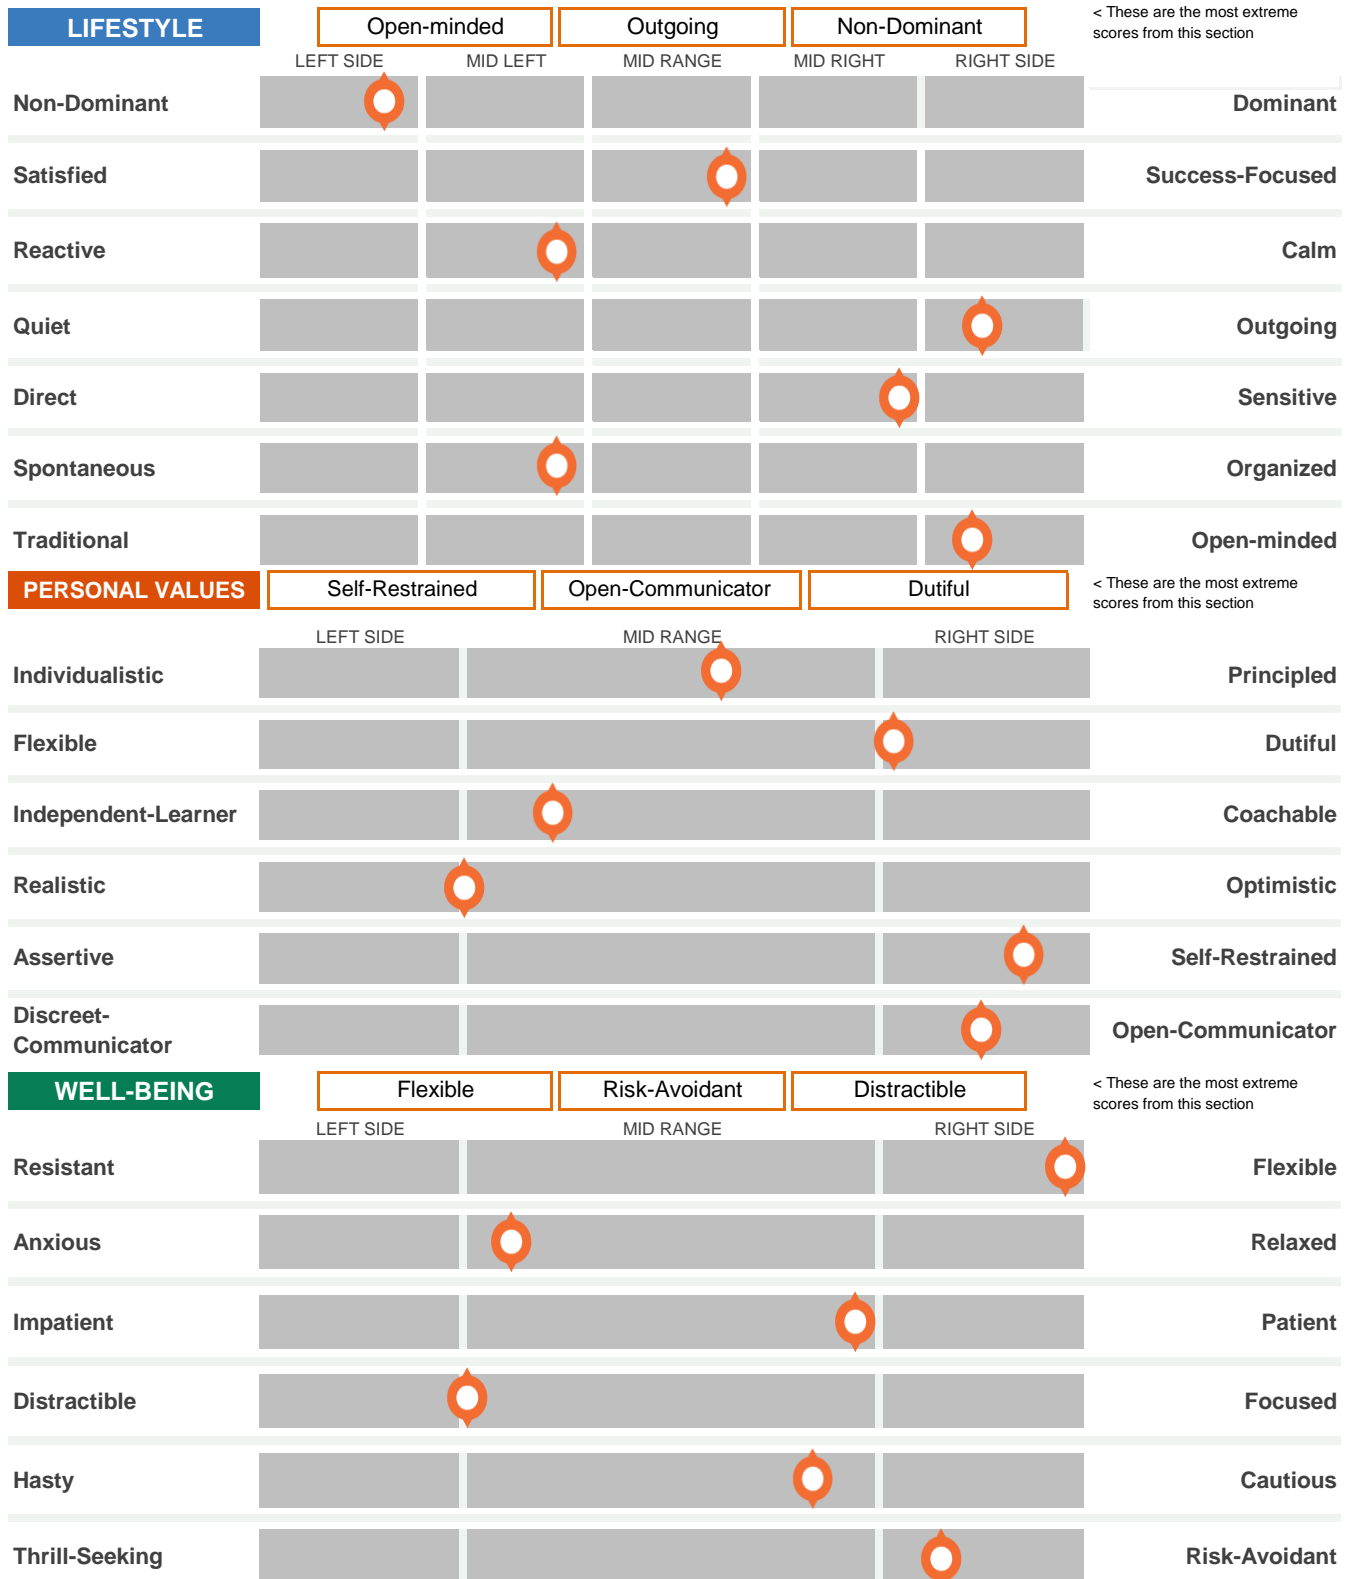 LIFESTYLE Open-minded Outgoing Non-Dominant < These are the most extreme
scores from this section
LEFT SIDE MID LEFT MID RANGE MID RIGHT RIGHT SIDE
Non-Dominant Dominant
Satisfied Success-Focused
Reactive Calm
Quiet Outgoing
Direct Sensitive
Spontaneous Organized
Traditional Open-minded
PERSONAL VALUES Self-Restrained Open-Communicator Dutiful < These are the most extreme
scores from this section
LEFT SIDE MID RANGE RIGHT SIDE
Individualistic Principled
Flexible Dutiful
Independent-Learner Coachable
Realistic Optimistic
Assertive Self-Restrained
Discreet-
Communicator Open-Communicator
WELL-BEING Flexible Risk-Avoidant Distractible < These are the most extreme
scores from this section
LEFT SIDE MID RANGE RIGHT SIDE
Resistant Flexible
Anxious Relaxed
Impatient Patient
Distractible Focused
Hasty Cautious
Thrill-Seeking Risk-Avoidant